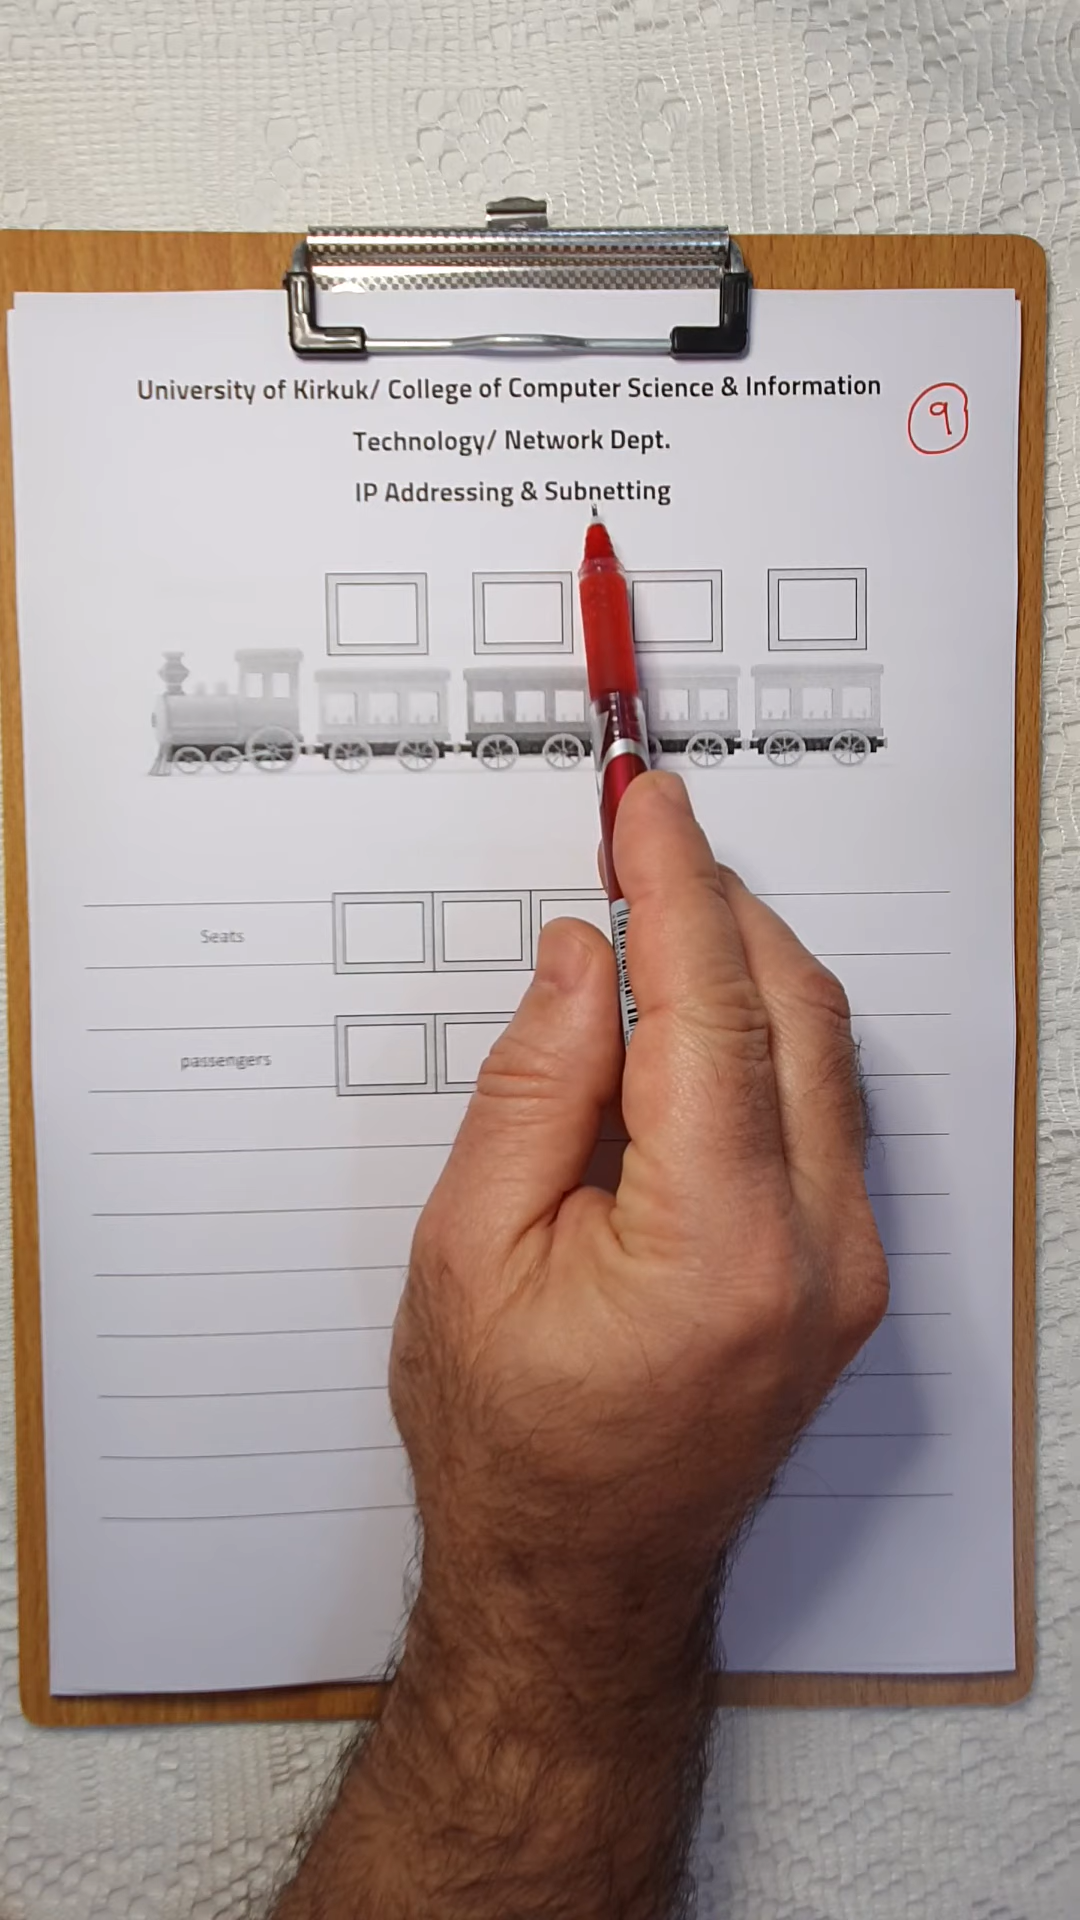 University of Kirkuk/ College of Computer Science & Information
9
Technology/ Network Dept.
IP Addressing & Subnetting
Seats
passengers